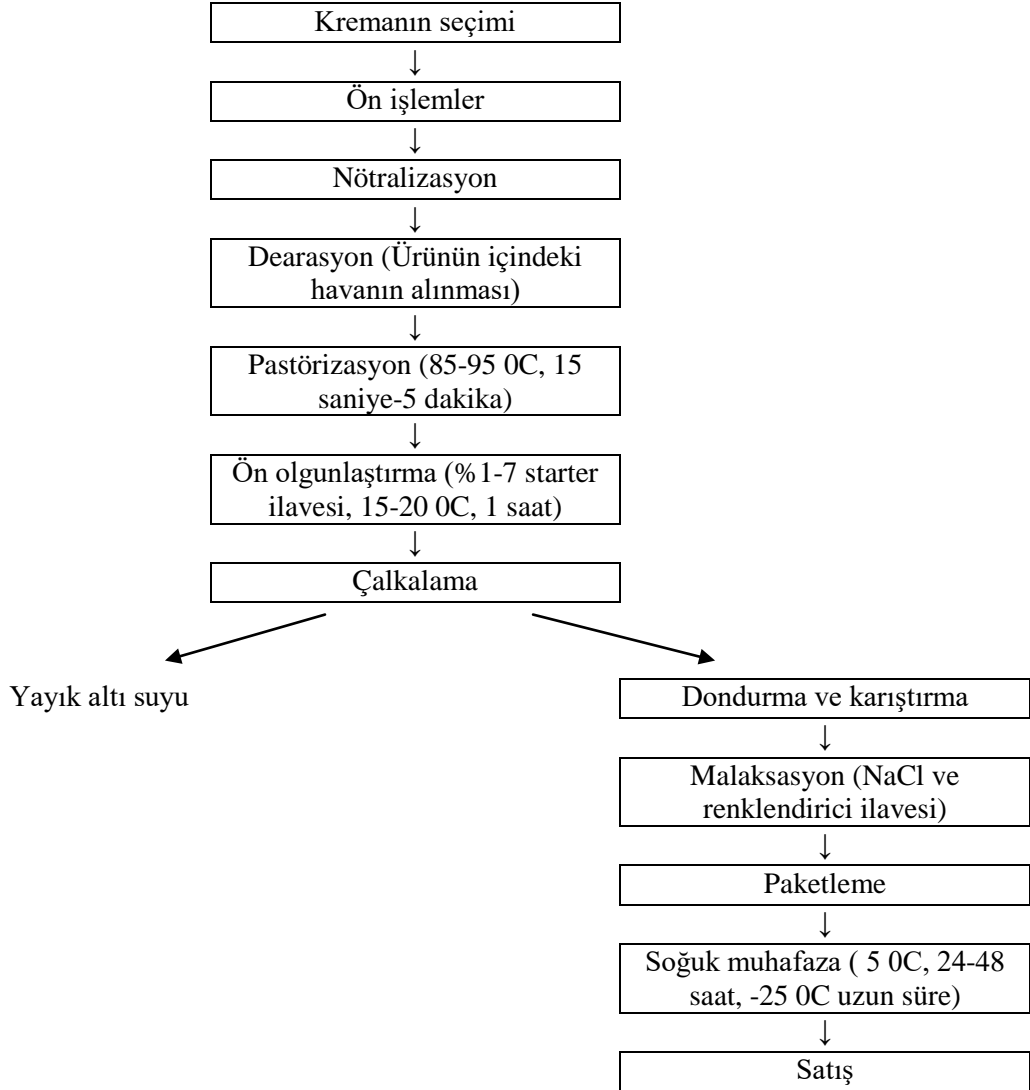 Kremanın seçimi
↓
Ön işlemler
↓
Nötralizasyon
↓
Dearasyon (Ürünün içindeki
havanın alınması)
↓
Pastörizasyon (85-95 0C, 15
saniye-5 dakika)
↓
Ön olgunlaştırma (%1-7 starter
ilavesi, 15-20 0C, 1 saat)
↓
Çalkalama
Yayık altı suyu
Dondurma ve karıştırma
↓
Malaksasyon (NaCl ve
renklendirici ilavesi)
↓
Paketleme
↓
Soğuk muhafaza ( 5 0C, 24-48
saat, -25 0C uzun süre)
↓
Satış